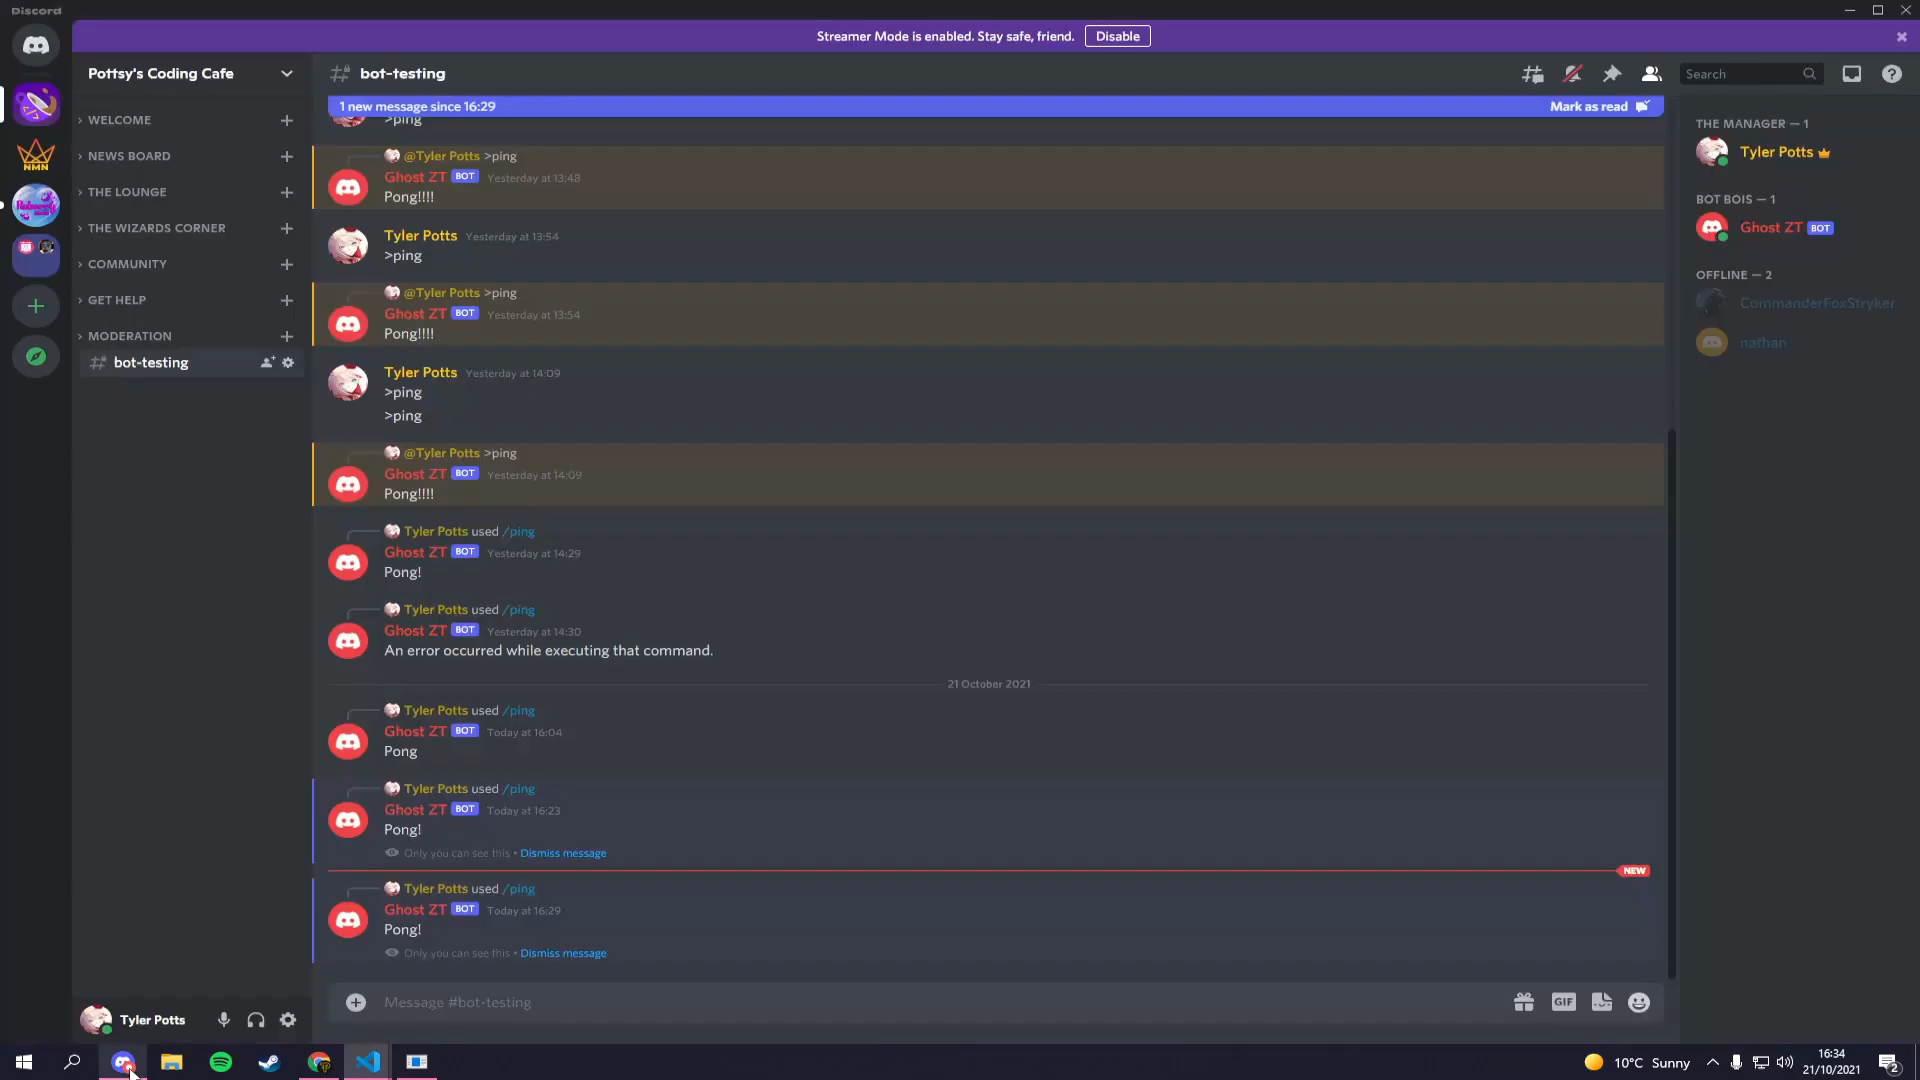 Discord
Streamer Mode is enabled. Stay safe, friend.
Disable
Pottsy's Coding Cafe
bot-testing
Search
1 new message since 16:29
Mark as read
NMN
WELCOME
NEWS BOARD
THE LOUNGE
THE WIZARDS CORNER
COMMUNITY
GET HELP
MODERATION
bot-testing
>ping
@Tyler Potts >ping
Ghost ZT BOT Yesterday at 13:48
Pong!!!!
Tyler Potts Yesterday at 13:54
>ping
@Tyler Potts >ping
Ghost ZT BOT Yesterday at 13:54
Pong!!!!
Tyler Potts Yesterday at 14:09
>ping
>ping
@Tyler Potts >ping
Ghost ZT BOT Yesterday at 14:09
Pong!!!!
Tyler Potts used /ping
Ghost ZT BOT Yesterday at 14:29
Pong!
Tyler Potts used /ping
Ghost ZT BOT Yesterday at 14:30
An error occurred while executing that command.
21 October 2021
Tyler Potts used /ping
Ghost ZT BOT Today at 16:04
Pong
Tyler Potts used /ping
Ghost ZT BOT Today at 16:23
Pong!
Only you can see this • Dismiss message
NEW
Tyler Potts used /ping
Ghost ZT BOT Today at 16:29
Pong!
Only you can see this • Dismiss message
Message #bot-testing
GIF
THE MANAGER — 1
Tyler Potts
BOT BOIS — 1
Ghost ZT BOT
OFFLINE — 2
CommanderFoxStryker
nathan
Tyler Potts
10°C Sunny
16:34
21/10/2021
2